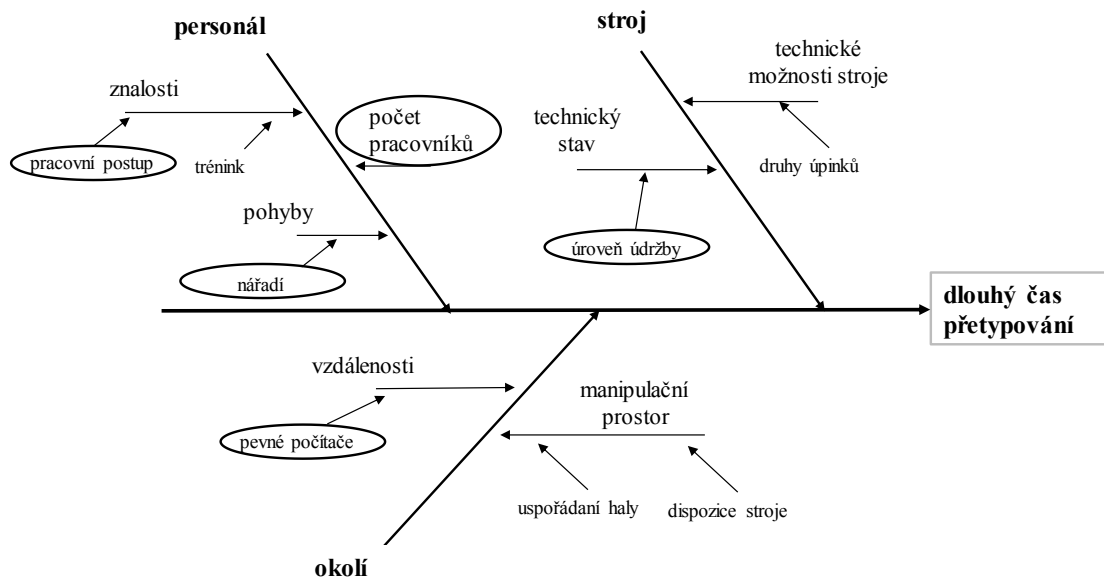 personál
stroj
technické
možnosti stroje
znalosti
počet
pracovníků
technický
stav
pracovní postup
trénink
druhy úpinků
pohyby
nářadí
úroveň údržby
dlouhý čas
přetypování
vzdálenosti
manipulační
prostor
pevné počítače
uspořádaní haly
dispozice stroje
okolí